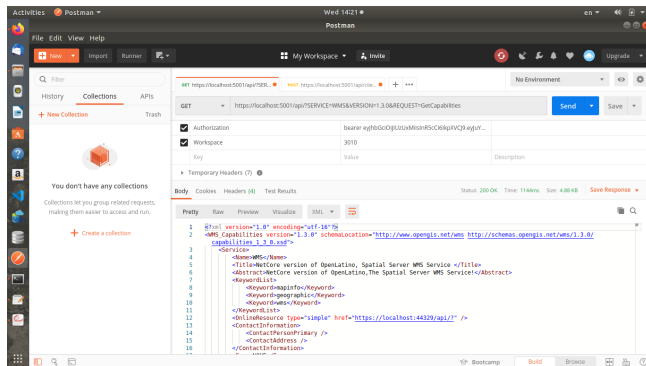 Activities Postman Wed 14:21 en
Postman
File Edit View Help
New Import Runner My Workspace Invite Upgrade
Filter
History Collections APIs
+ New Collection Trash
You don't have any collections
Collections let you group related requests,
making them easier to access and run.
+ Create a collection
GET https://localhost:5001/api/?SER... POST https://localhost:5001/api/clie... + ...
No Environment
GET https://localhost:5001/api/?SERVICE=WMS&VERSION=1.3.0&REQUEST=GetCapabilities Send Save
Authorization
Workspace 3010
Key Value Description
Temporary Headers (7)
Body Cookies Headers (4) Test Results Status: 200 OK Time: 1144ms Size: 4.88 KB Save Response
Pretty Raw Preview Visualize XML
1 <?xml version="1.0" encoding="utf-16"?>
2 <WMS_Capabilities version="1.3.0" schemaLocation="http://www.opengis.net/wms http://schemas.opengis.net/wms/1.3.0/
capabilities_1_3_0.xsd">
3 <Service>
4 <Name>WMS</Name>
5 <Title>NetCore version of OpenLatino, Spatial Server WMS Service </Title>
6 <Abstract>NetCore version of OpenLatino,The Spatial Server WMS Service!</Abstract>
7 <KeywordList>
8 <Keyword>mapinfo</Keyword>
9 <Keyword>geographic</Keyword>
10 <Keyword>wms</Keyword>
11 </KeywordList>
12 <OnlineResource type="simple" href="https://localhost:44329/api/?" />
13 <ContactInformation>
14 <ContactPersonPrimary />
15 <ContactAddress />
16 </ContactInformation>
Bootcamp Build Browse